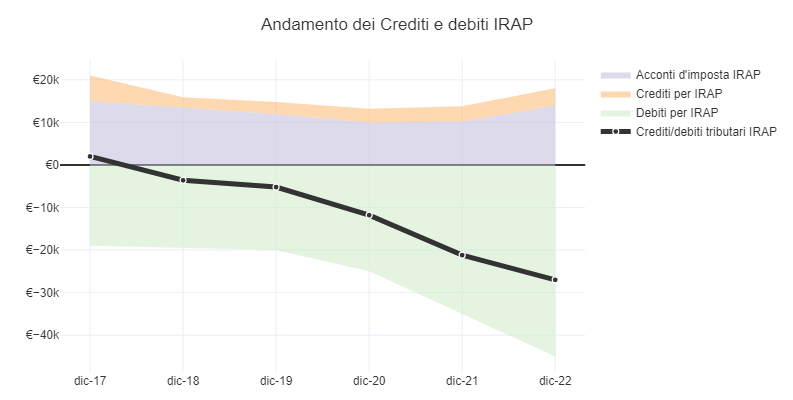 Andamento dei Crediti e debiti IRAP
€20k
€10k
€0
€−10k
€−20k
€−30k
€−40k
dic-17
dic-18
dic-19
dic-20
dic-21
dic-22
Acconti d'imposta IRAP
Crediti per IRAP
Debiti per IRAP
Crediti/debiti tributari IRAP